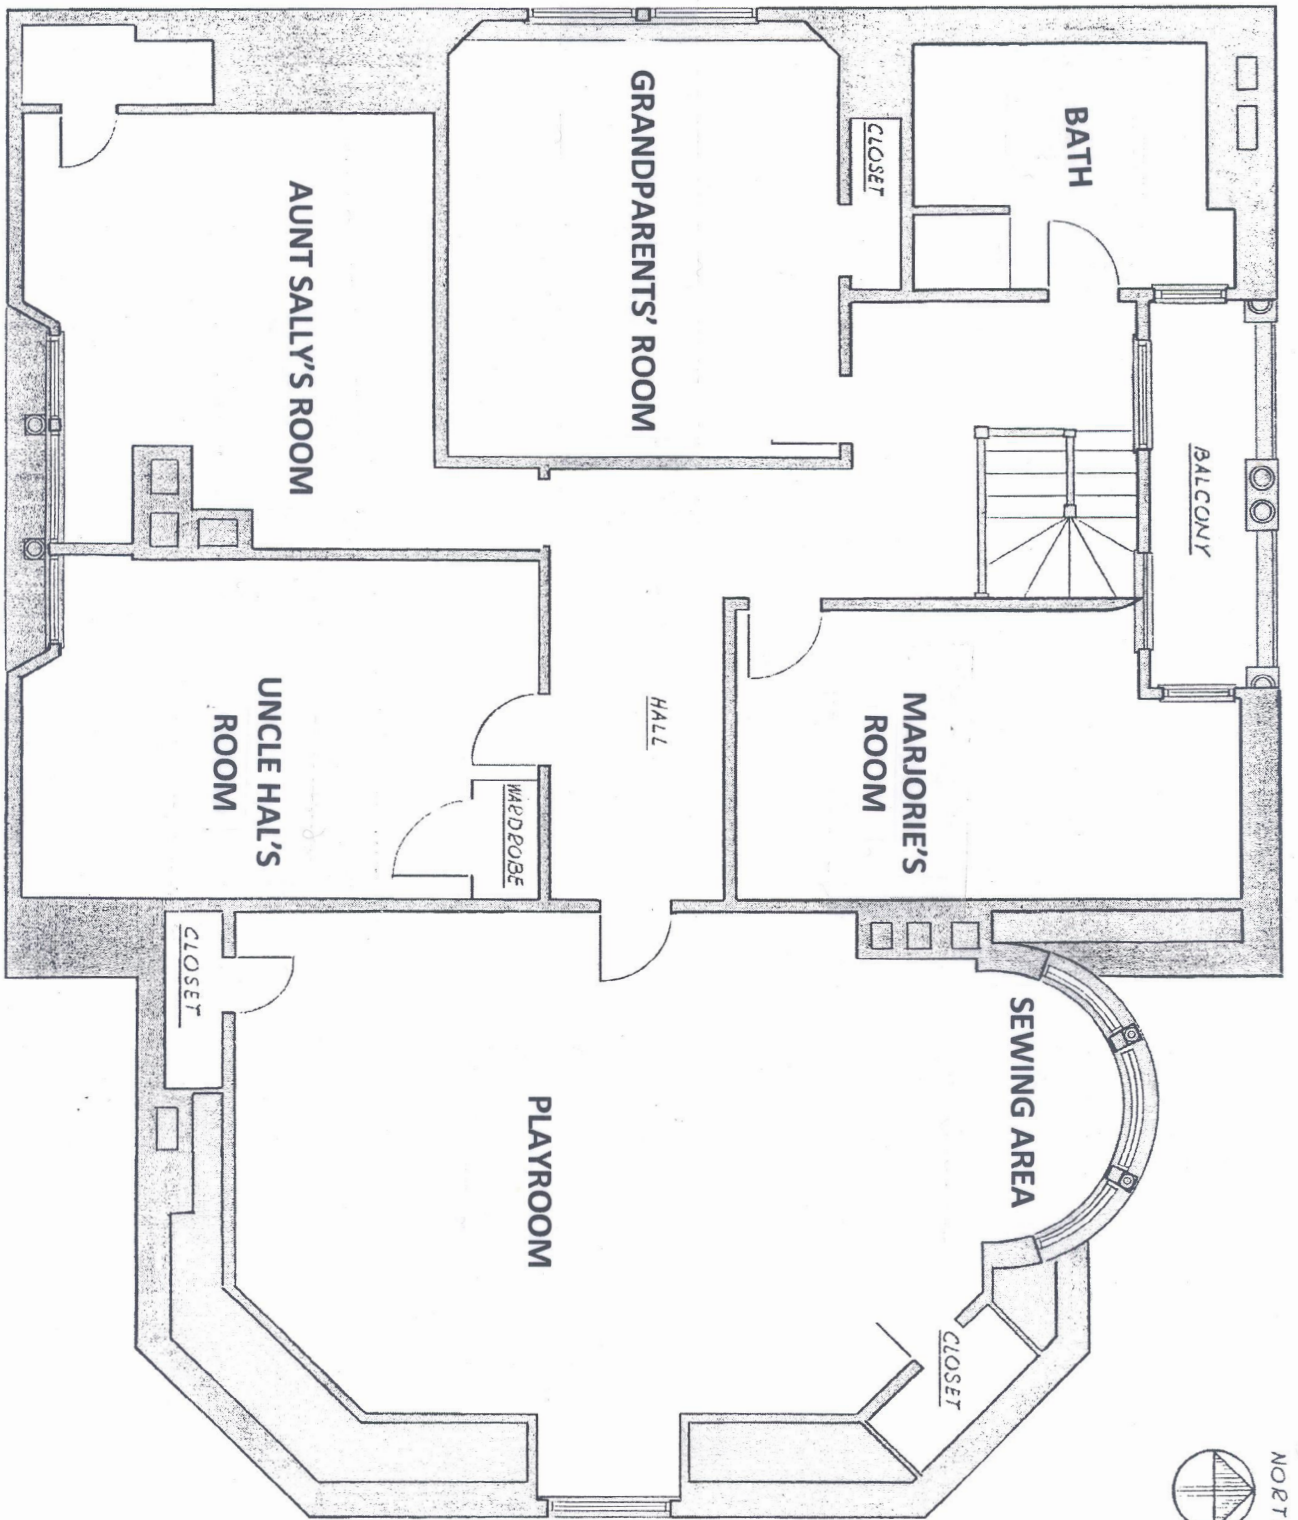 NORT
BALCONY
BATH
SEWING AREA
CLOSET
MARJORIE'S
ROOM
CLOSET
HALL
GRANDPARENTS' ROOM
PLAYROOM
WARDROBE
AUNT SALLY'S ROOM
UNCLE HAL'S
ROOM
CLOSET